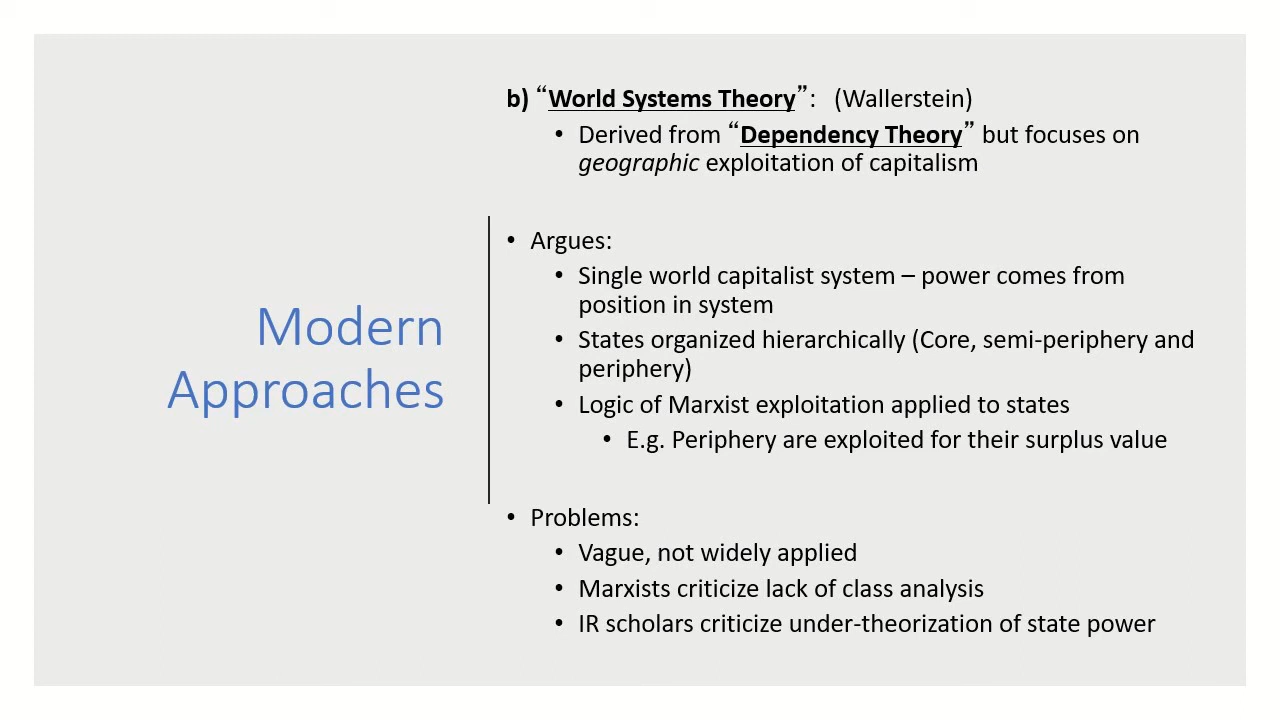 Modern
Approaches
b) “World Systems Theory”: (Wallerstein)
• Derived from “Dependency Theory” but focuses on
geographic exploitation of capitalism
• Argues:
• Single world capitalist system – power comes from
position in system
• States organized hierarchically (Core, semi-periphery and
periphery)
• Logic of Marxist exploitation applied to states
• E.g. Periphery are exploited for their surplus value
• Problems:
• Vague, not widely applied
• Marxists criticize lack of class analysis
• IR scholars criticize under-theorization of state power